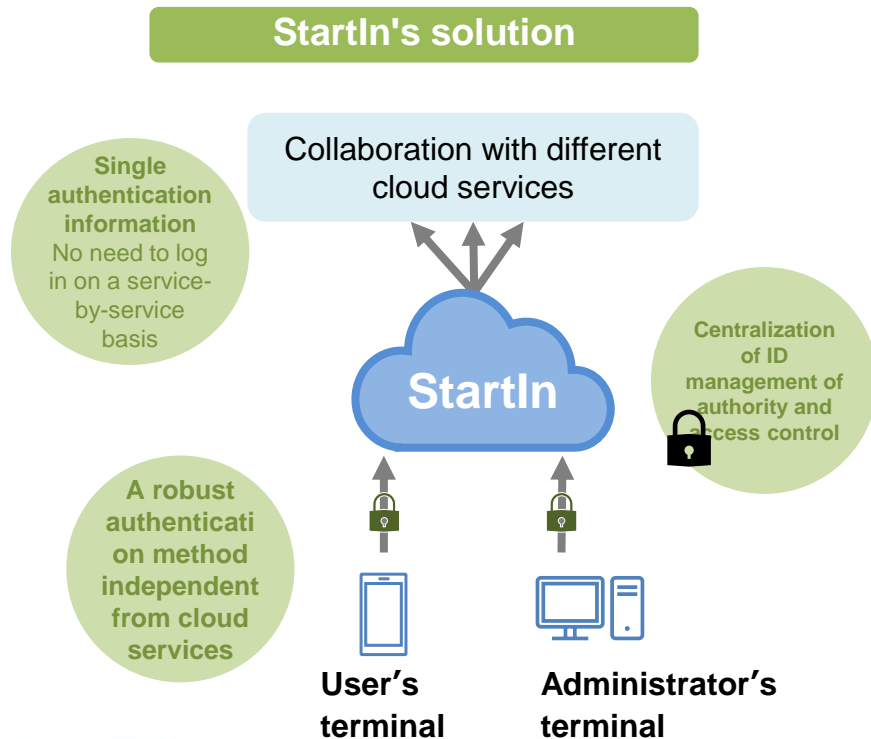 StartIn's solution
Collaboration with different
cloud services
Single
authentication
information
No need to log
in on a service-
by-service
basis
StartIn
Centralization
of ID
management of
authority and
access control
A robust
authenticati
on method
independent
from cloud
services
User’s
terminal
Administrator’s
terminal